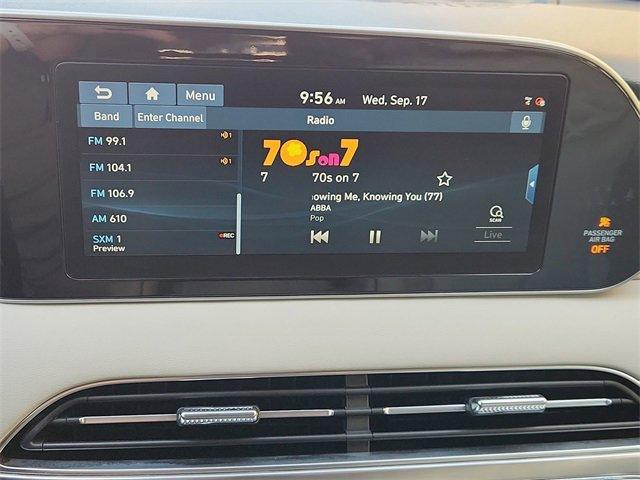 Menu
9:56 AM Wed, Sep. 17
Band Enter Channel Radio
FM 99.1
1
FM 104.1
1
FM 106.9
AM 610
SXM 1
REC
Preview
70s on 7
7 70s on 7
owing Me, Knowing You (77)
ABBA
Pop
SCAN
Live
PASSENGER
AIR BAG
OFF